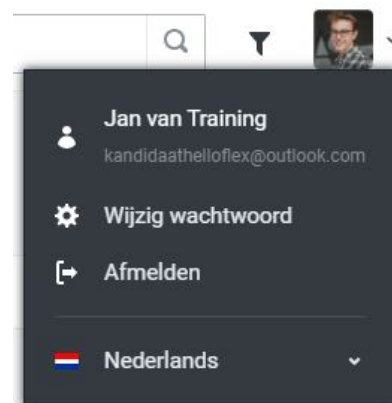 Jan van Training
kandidaathelloflex@outlook.com
Wijzig wachtwoord
Afmelden
Nederlands